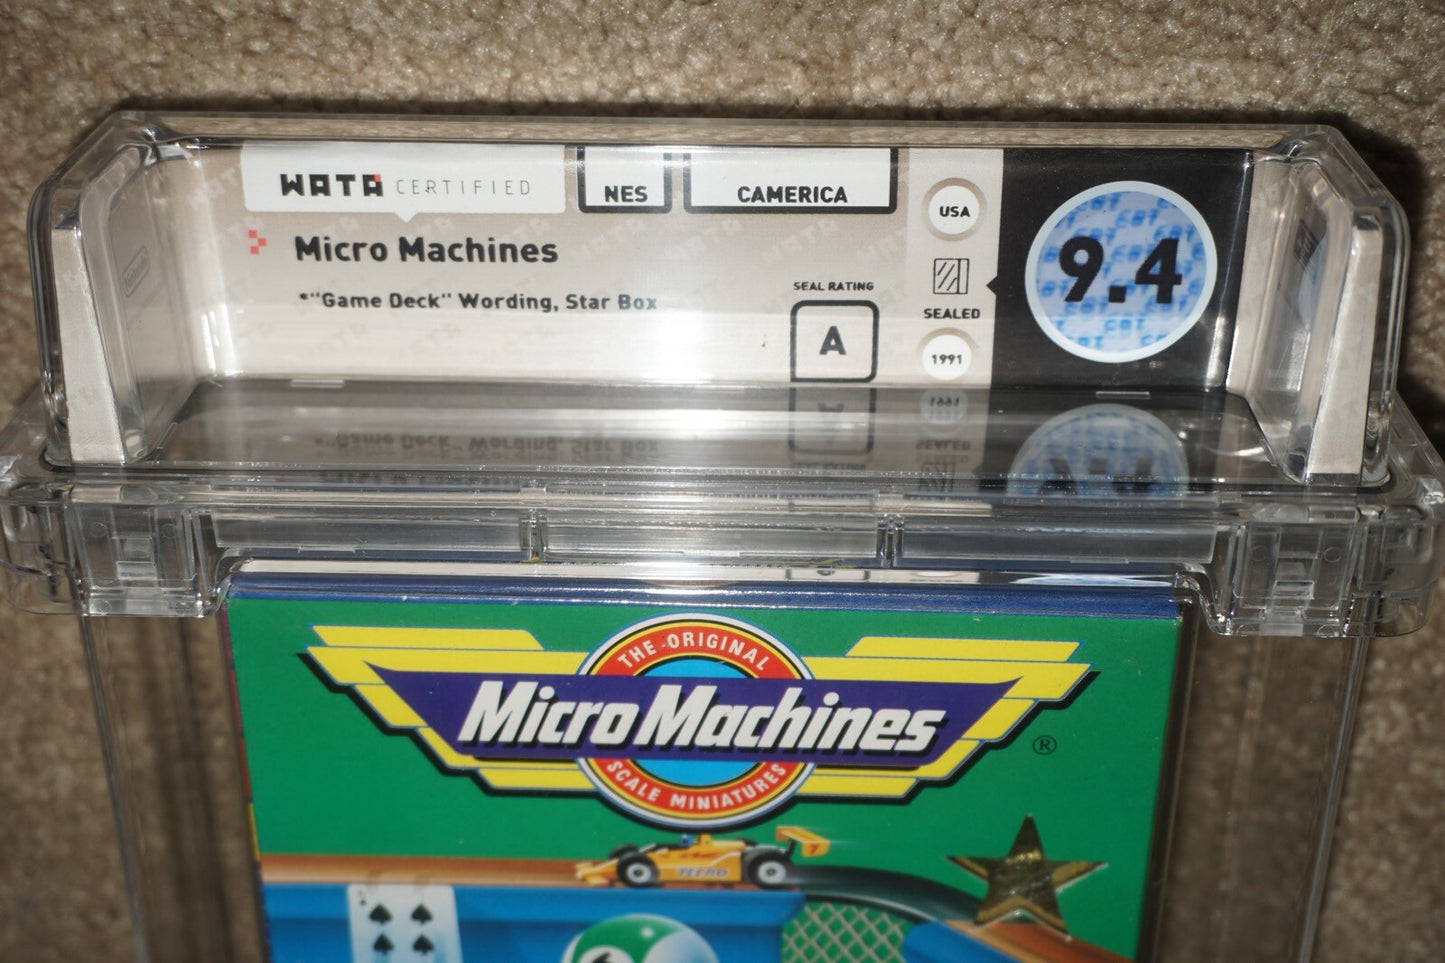 WATA CERTIFIED
NES
CAMERICA
USA
9.4
Micro Machines
*"Game Deck" Wording, Star Box
SEAL RATING
A
SEALED
1991
THE ORIGINAL
Micro Machines
®
SCALE MINIATURES
7